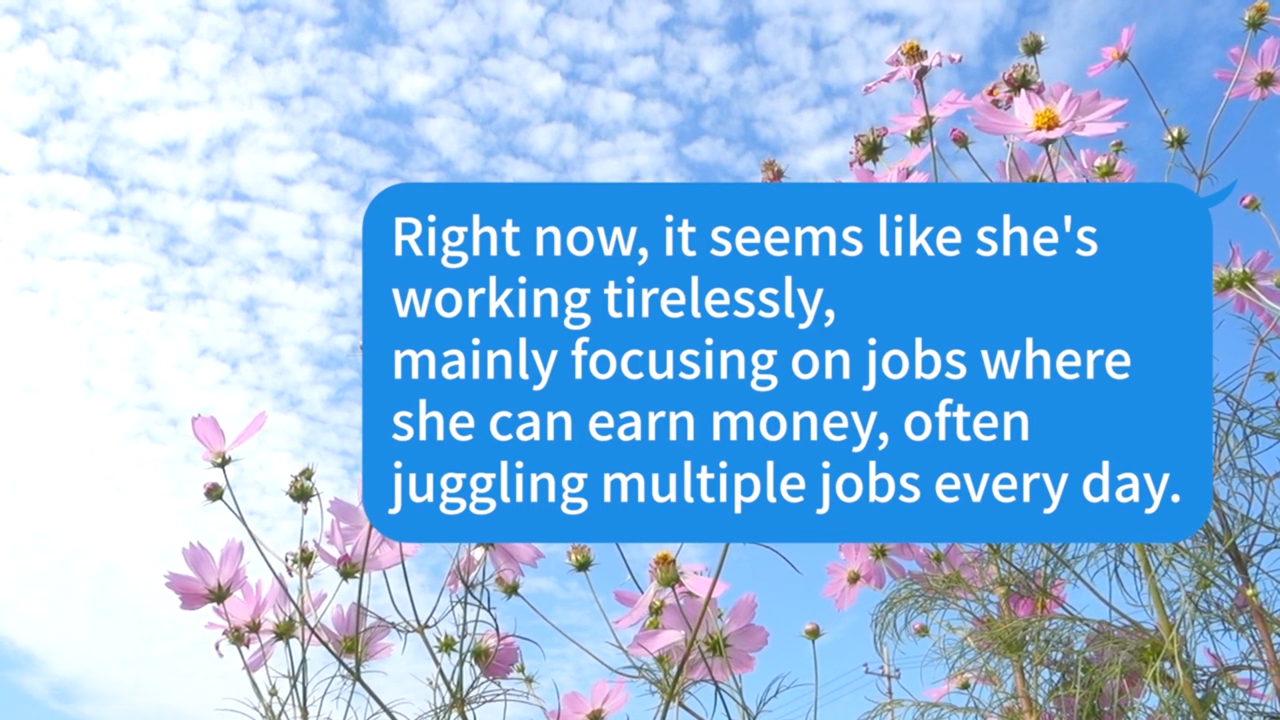 Right now, it seems like she's
working tirelessly,
mainly focusing on jobs where
she can earn money, often
juggling multiple jobs every day.